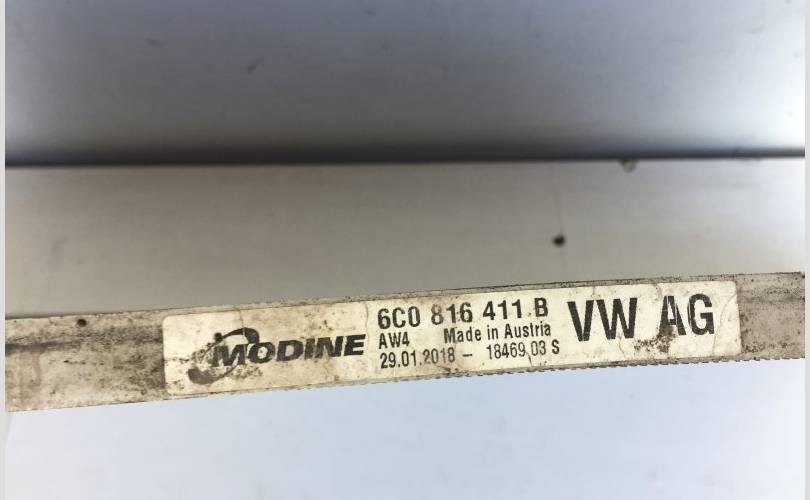 MODINE
6C0 816 411 B
AW4 Made in Austria
29.01.2018 - 18469,03 S
VW AG